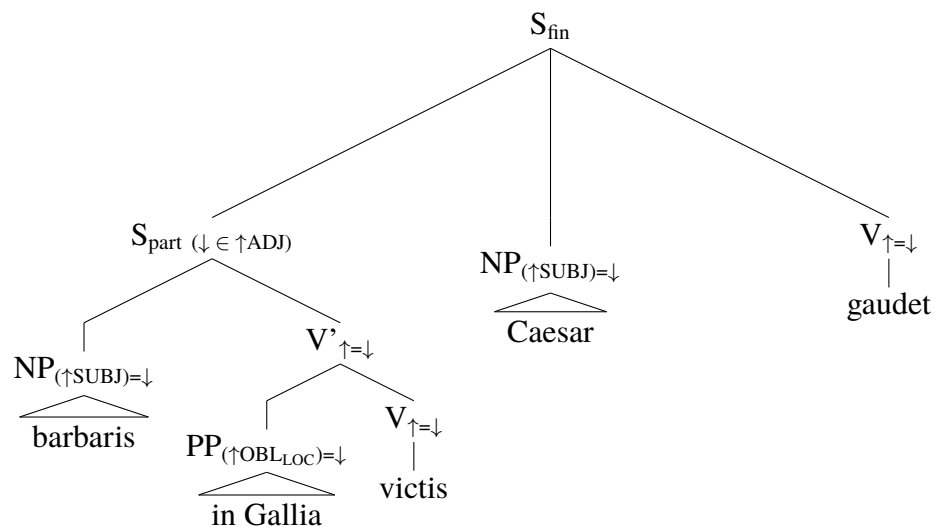 S_fin
S_part (↓ ∈ ↑ADJ)
NP_(↑SUBJ)=↓
V_↑=↓
Caesar
gaudet
NP_(↑SUBJ)=↓
V'_↑=↓
barbaris
PP_(↑OBL_LOC)=↓
V_↑=↓
in Gallia
victis